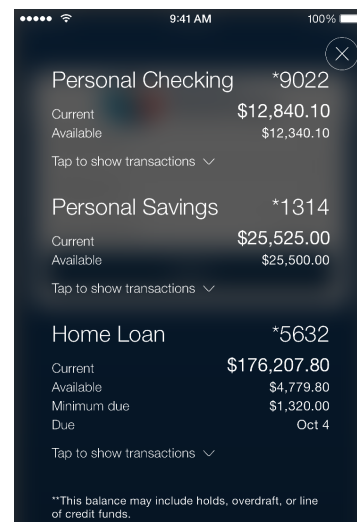 9:41 AM 100%
Personal Checking *9022
Current $12,840.10
Available $12,340.10
Tap to show transactions
Personal Savings *1314
Current $25,525.00
Available $25,500.00
Tap to show transactions
Home Loan *5632
Current $176,207.80
Available $4,779.80
Minimum due $1,320.00
Due Oct 4
Tap to show transactions
**This balance may include holds, overdraft, or line
of credit funds.